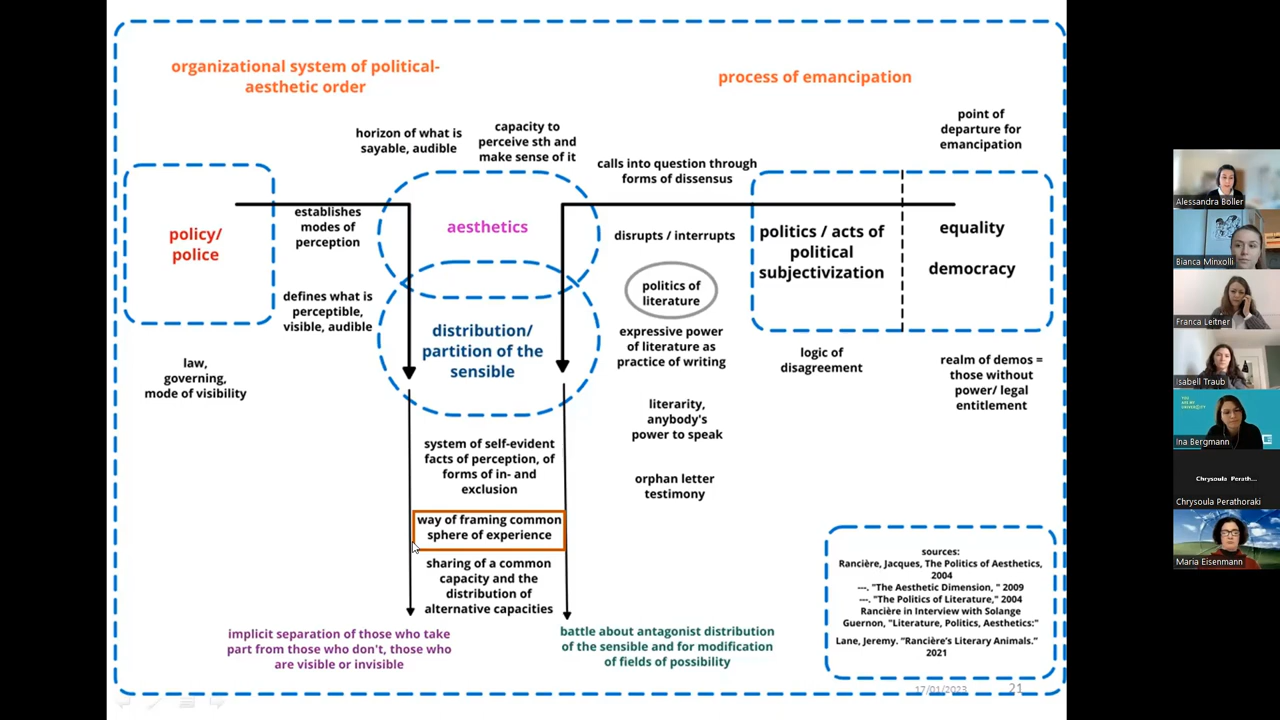 organizational system of political-
aesthetic order
process of emancipation
point of
departure for
emancipation
horizon of what is
sayable, audible
capacity to
perceive sth and
make sense of it
calls into question through
forms of dissensus
policy/
police
establishes
modes of
perception
defines what is
perceptible,
visible, audible
law,
governing,
mode of visibility
aesthetics
distribution/
partition of the
sensible
disrupts / interrupts
politics of
literature
expressive power
of literature as
practice of writing
literarity,
anybody's
power to speak
orphan letter
testimony
politics / acts of
political
subjectivization
equality
democracy
logic of
disagreement
realm of demos =
those without
power/ legal
entitlement
system of self-evident
facts of perception, of
forms of in- and
exclusion
way of framing common
sphere of experience
sharing of a common
capacity and the
distribution of
alternative capacities
implicit separation of those who take
part from those who don't, those who
are visible or invisible
battle about antagonist distribution
of the sensible and for modification
of fields of possibility
sources:
Rancière, Jacques, The Politics of Aesthetics,
2004
---. "The Aesthetic Dimension, " 2009
---. "The Politics of Literature," 2004
Rancière in Interview with Solange
Guernon, "Literature, Politics, Aesthetics:"
Lane, Jeremy. “Rancière’s Literary Animals.”
2021
17/01/2023
21
Alessandra Boller
Bianca Minxolli
Franca Leitner
Isabell Traub
Ina Bergmann
Chrysoula Perath...
Chrysoula Perathoraki
Maria Eisenmann